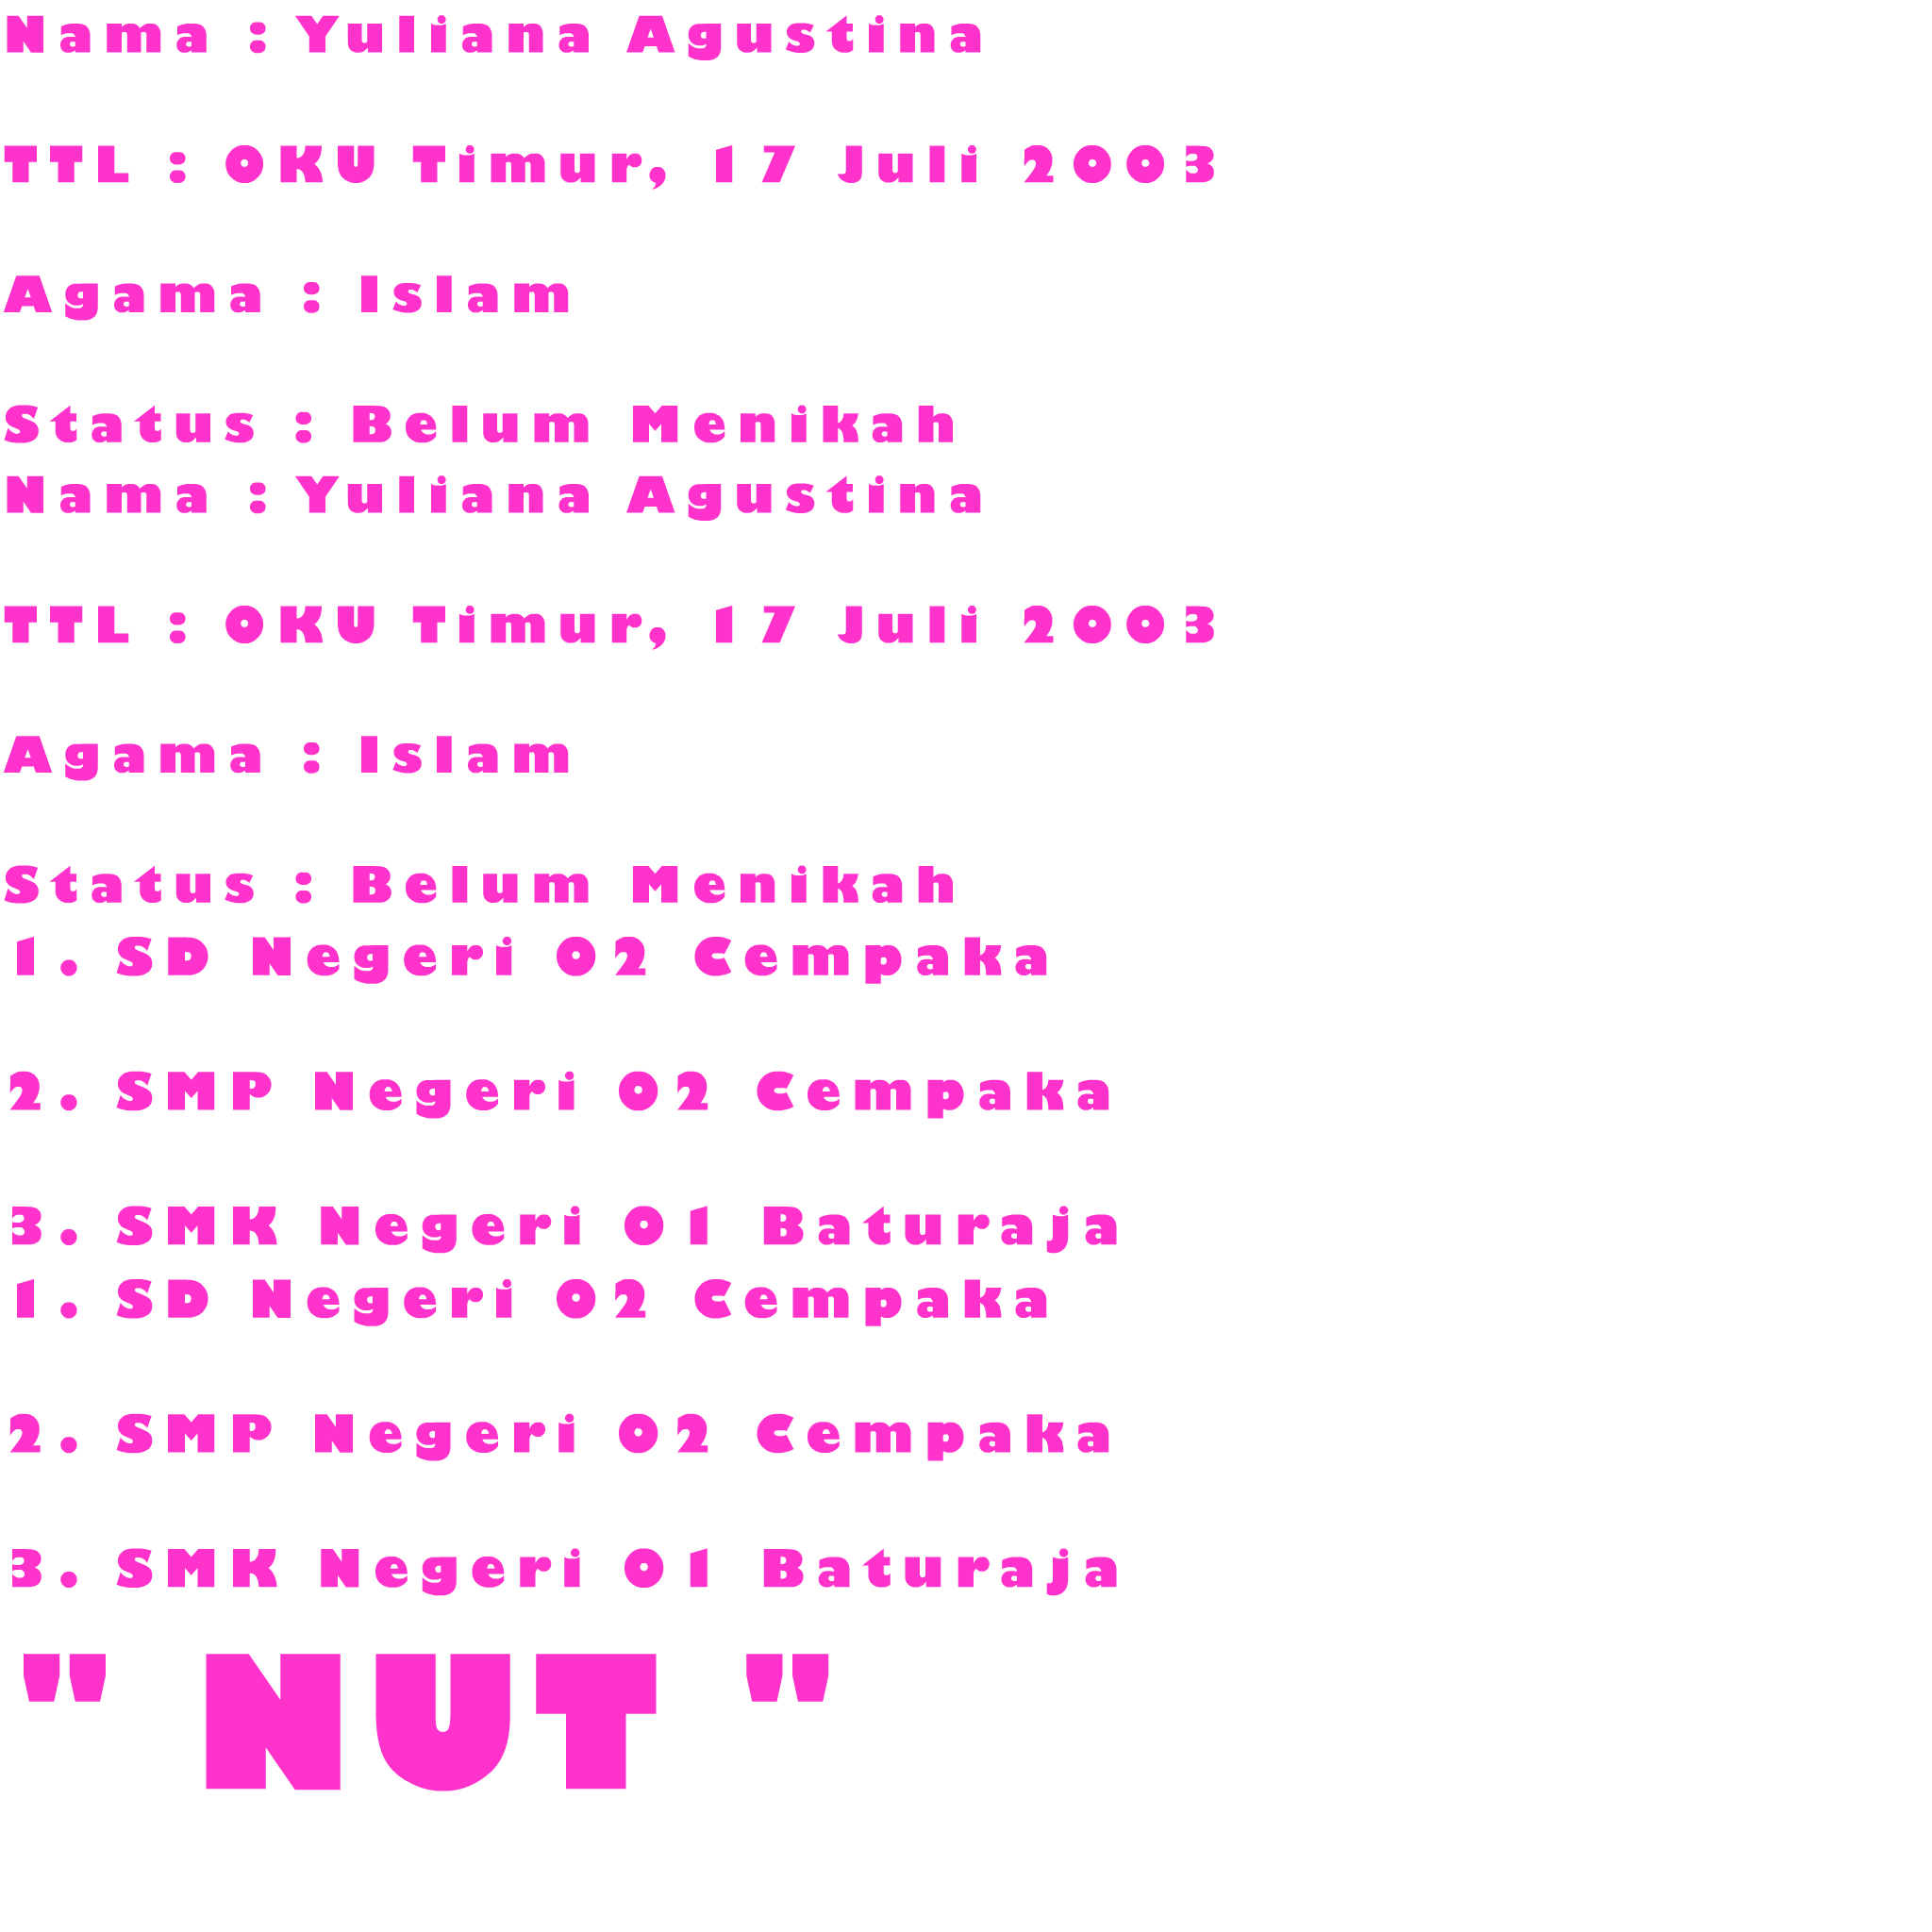 Nama : Yuliana Agustina
TTL : OKU Timur, 17 Juli 2003
Agama : Islam
Status : Belum Menikah
Nama : Yuliana Agustina
TTL : OKU Timur, 17 Juli 2003
Agama : Islam
Status : Belum Menikah
1. SD Negeri 02 Cempaka
2. SMP Negeri 02 Cempaka
3. SMK Negeri 01 Baturaja
1. SD Negeri 02 Cempaka
2. SMP Negeri 02 Cempaka
3. SMK Negeri 01 Baturaja
" NUT "